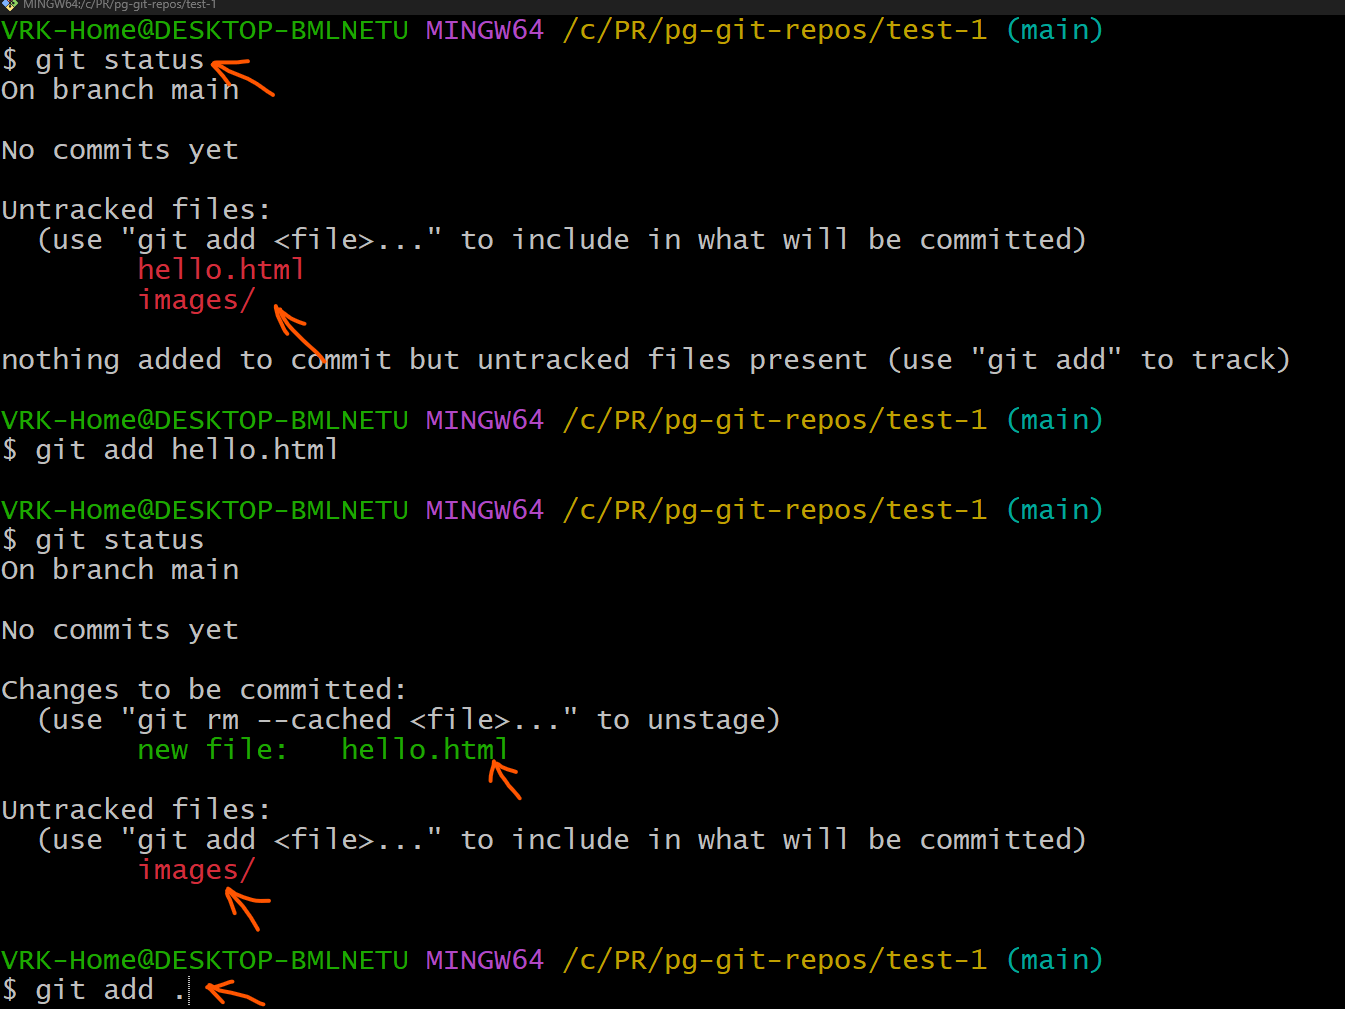 MINGW64:/c/PR/pg-git-repos/test-1
VRK-Home@DESKTOP-BMLNETU MINGW64 /c/PR/pg-git-repos/test-1 (main)
$ git status
On branch main
No commits yet
Untracked files:
  (use "git add <file>..." to include in what will be committed)
        hello.html
        images/
nothing added to commit but untracked files present (use "git add" to track)
VRK-Home@DESKTOP-BMLNETU MINGW64 /c/PR/pg-git-repos/test-1 (main)
$ git add hello.html
VRK-Home@DESKTOP-BMLNETU MINGW64 /c/PR/pg-git-repos/test-1 (main)
$ git status
On branch main
No commits yet
Changes to be committed:
  (use "git rm --cached <file>..." to unstage)
        new file:   hello.html
Untracked files:
  (use "git add <file>..." to include in what will be committed)
        images/
VRK-Home@DESKTOP-BMLNETU MINGW64 /c/PR/pg-git-repos/test-1 (main)
$ git add .